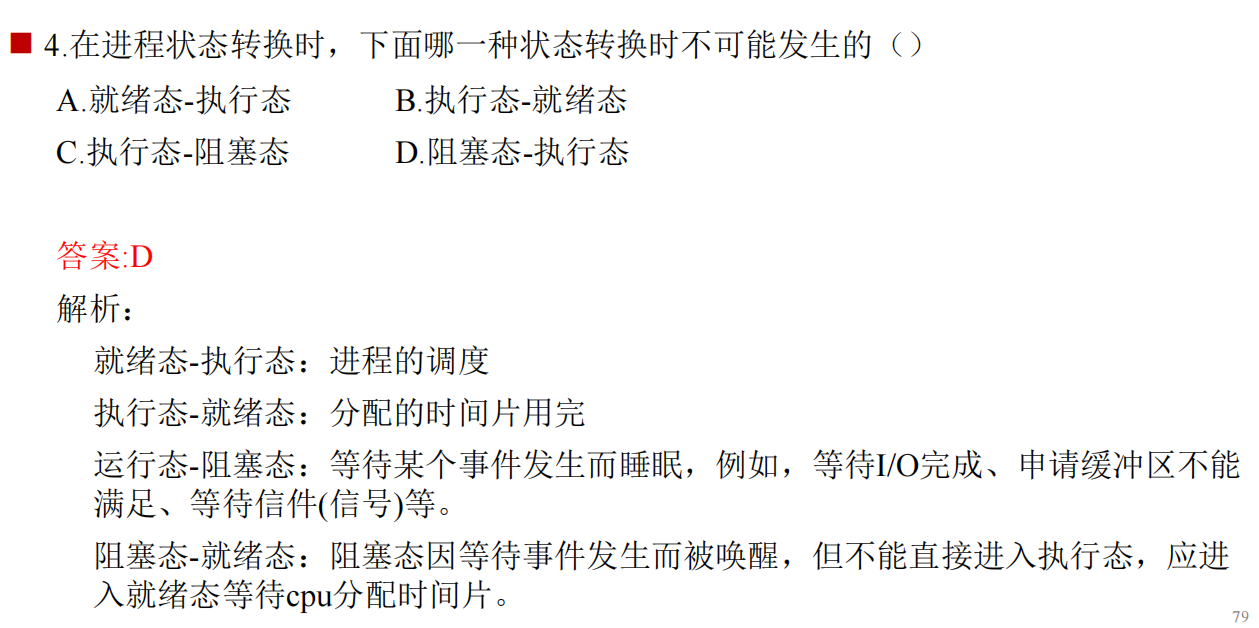 4.在进程状态转换时，下面哪一种状态转换时不可能发生的（）
A.就绪态-执行态 B.执行态-就绪态
C.执行态-阻塞态 D.阻塞态-执行态
答案:D
解析：
就绪态-执行态：进程的调度
执行态-就绪态：分配的时间片用完
运行态-阻塞态：等待某个事件发生而睡眠，例如，等待I/O完成、申请缓冲区不能
满足、等待信件(信号)等。
阻塞态-就绪态：阻塞态因等待事件发生而被唤醒，但不能直接进入执行态，应进
入就绪态等待cpu分配时间片。
79